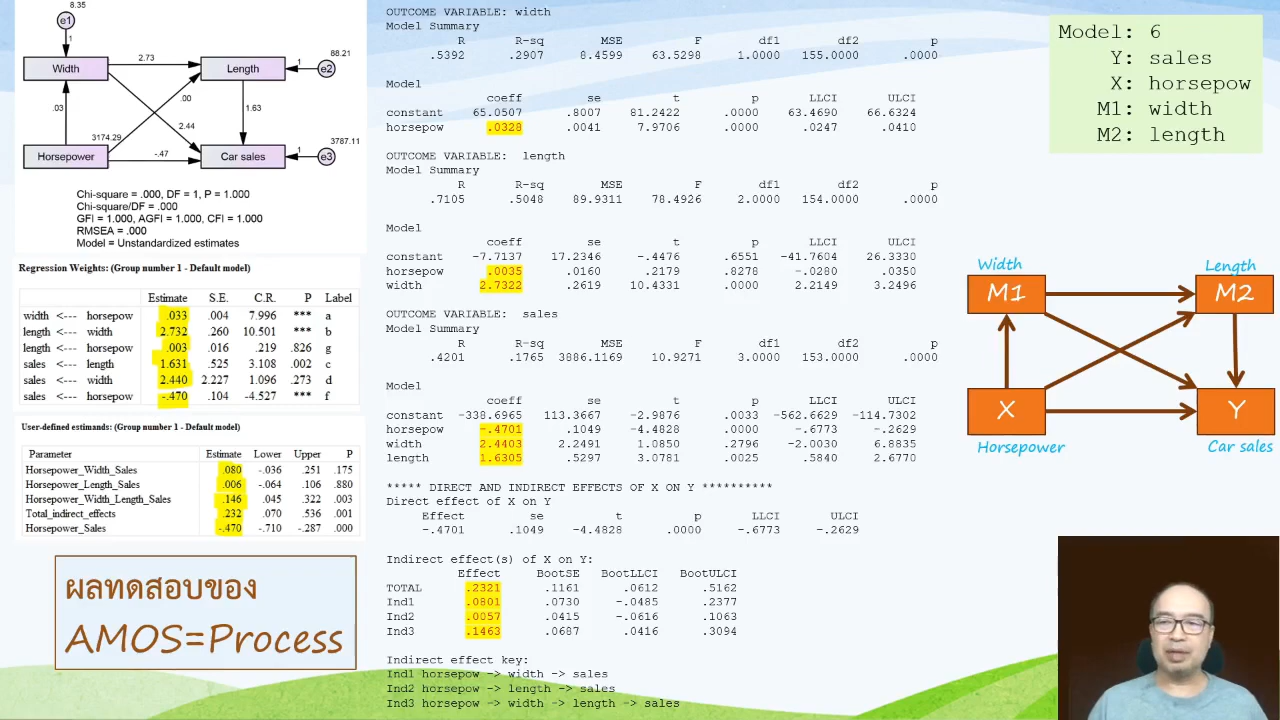 8.35
e1
1
Width
2.73
Length
1
e2
88.21
.03
.00
1.63
3174.29
2.44
3787.11
Horsepower
-.47
Car sales
1
e3
Chi-square = .000, DF = 1, P = 1.000
Chi-square/DF = .000
GFI = 1.000, AGFI = 1.000, CFI = 1.000
RMSEA = .000
Model = Unstandardized estimates
Regression Weights: (Group number 1 - Default model)
Estimate S.E. C.R. P Label
width <--- horsepow .033 .004 7.996 *** a
length <--- width 2.732 .260 10.501 *** b
length <--- horsepow .003 .016 .219 .826 g
sales <--- length 1.631 .525 3.108 .002 c
sales <--- width 2.440 2.227 1.096 .273 d
sales <--- horsepow -.470 .104 -4.527 *** f
User-defined estimands: (Group number 1 - Default model)
Parameter Estimate Lower Upper P
Horsepower_Width_Sales .080 -.036 .251 .175
Horsepower_Length_Sales .006 -.064 .106 .880
Horsepower_Width_Length_Sales .146 .045 .322 .003
Total_indirect_effects .232 .070 .536 .001
Horsepower_Sales -.470 -.710 -.287 .000
ผลทดสอบของ
AMOS=Process
OUTCOME VARIABLE: width
Model Summary
R R-sq MSE F df1 df2 p
.5392 .2907 8.4599 63.5298 1.0000 155.0000 .0000
Model
coeff se t p LLCI ULCI
constant 65.0507 .8007 81.2422 .0000 63.4690 66.6324
horsepow .0328 .0041 7.9706 .0000 .0247 .0410
OUTCOME VARIABLE: length
Model Summary
R R-sq MSE F df1 df2 p
.7105 .5048 89.9311 78.4926 2.0000 154.0000 .0000
Model
coeff se t p LLCI ULCI
constant -7.7137 17.2346 -.4476 .6551 -41.7604 26.3330
horsepow .0035 .0160 .2179 .8278 -.0280 .0350
width 2.7322 .2619 10.4331 .0000 2.2149 3.2496
OUTCOME VARIABLE: sales
Model Summary
R R-sq MSE F df1 df2 p
.4201 .1765 3886.1169 10.9271 3.0000 153.0000 .0000
Model
coeff se t p LLCI ULCI
constant -338.6965 113.3667 -2.9876 .0033 -562.6629 -114.7302
horsepow -.4701 .1049 -4.4828 .0000 -.6773 -.2629
width 2.4403 2.2491 1.0850 .2796 -2.0030 6.8835
length 1.6305 .5297 3.0781 .0025 .5840 2.6770
***** DIRECT AND INDIRECT EFFECTS OF X ON Y **********
Direct effect of X on Y
Effect se t p LLCI ULCI
-.4701 .1049 -4.4828 .0000 -.6773 -.2629
Indirect effect(s) of X on Y:
Effect BootSE BootLLCI BootULCI
TOTAL .2321 .1161 .0612 .5162
Ind1 .0801 .0730 -.0485 .2377
Ind2 .0057 .0415 -.0616 .1063
Ind3 .1463 .0687 .0416 .3094
Indirect effect key:
Ind1 horsepow -> width -> sales
Ind2 horsepow -> length -> sales
Ind3 horsepow -> width -> length -> sales
Model: 6
Y: sales
X: horsepow
M1: width
M2: length
Width
Length
M1
M2
X
Y
Horsepower
Car sales